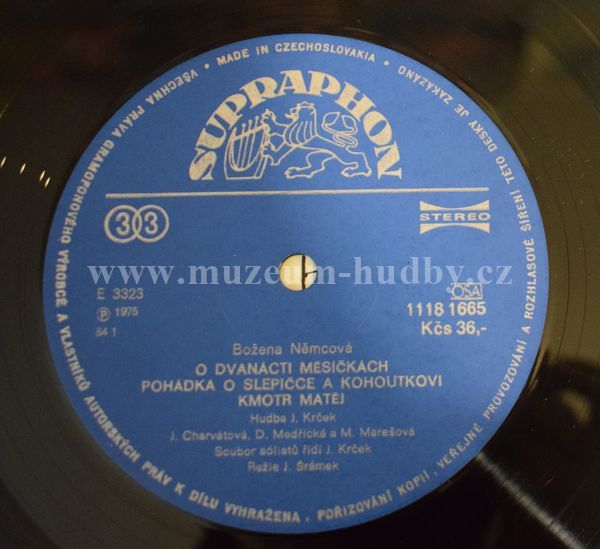 VŠECHNA PRÁVA GRAMOFONOVÉHO VÝROBCE A VLASTNÍKŮ AUTORSKÝCH PRÁV K DÍLU VYHRAŽENA · POŘIZOVÁNÍ KOPIÍ, VEŘEJNÉ PROVOZOVÁNÍ A ROZHLASOVÉ ŠÍŘENÍ TÉTO DESKY JE ZAKÁZÁNO
· MADE IN CZECHOSLOVAKIA ·
SUPRAPHON
33
STEREO
www.muzeum-hudby.cz
E 3323
℗ 1975
84 1
OSA
1118 1665
Kčs 36,-
Božena Němcová
O DVANÁCTI MĚSÍČKÁCH
POHÁDKA O SLEPIČCE A KOHOUTKOVI
KMOTR MATĚJ
Hudba J. Krček
J. Charvátová, D. Medřická a M. Marešová
Soubor sólistů řídí J. Krček
Režie J. Šrámek